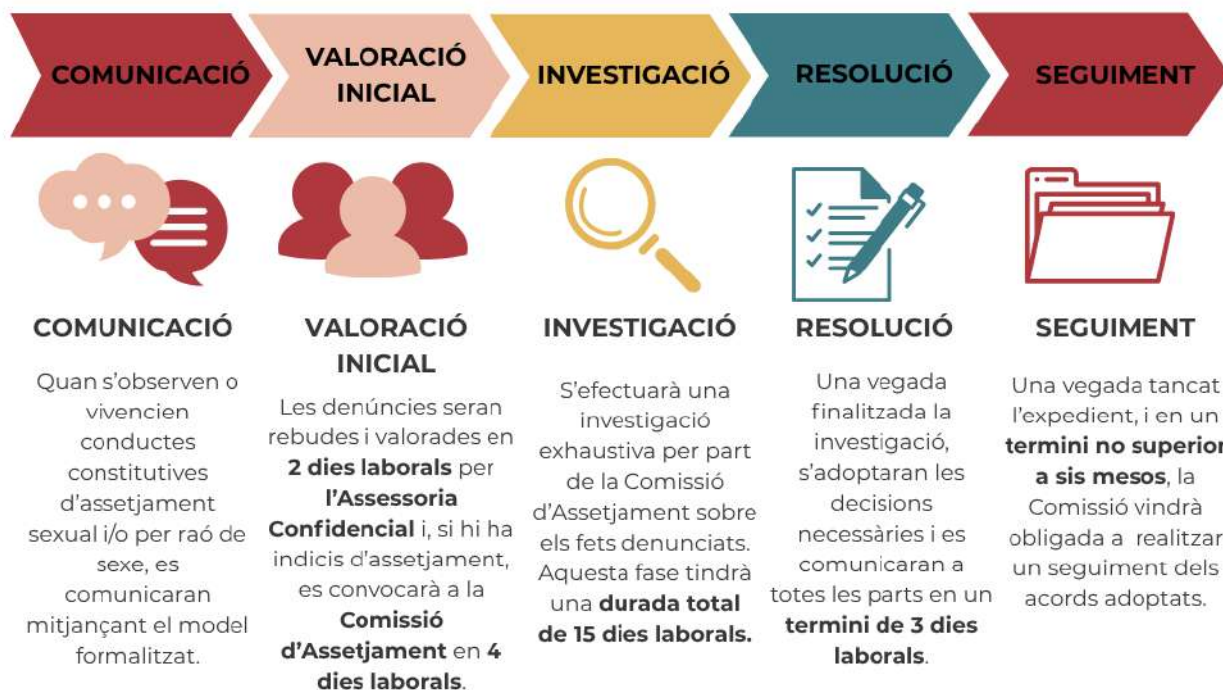 COMUNICACIÓ
VALORACIÓ
INICIAL
INVESTIGACIÓ
RESOLUCIÓ
SEGUIMENT
COMUNICACIÓ
Quan s'observen o
vivencien
conductes
constitutives
d'assetjament
sexual i/o per raó de
sexe, es
comunicaran
mitjançant el model
formalitzat.
VALORACIÓ
INICIAL
Les denúncies seran
rebudes i valorades en
2 dies laborals per
l'Assessoria
Confidencial i, si hi ha
indicis d'assetjament,
es convocarà a la
Comissió
d'Assetjament en 4
dies laborals.
INVESTIGACIÓ
S'efectuarà una
investigació
exhaustiva per part
de la Comissió
d'Assetjament sobre
els fets denunciats.
Aquesta fase tindrà
una durada total
de 15 dies laborals.
RESOLUCIÓ
Una vegada
finalitzada la
investigació,
s'adoptaran les
decisions
necessàries i es
comunicaran a
totes les parts en un
termini de 3 dies
laborals.
SEGUIMENT
Una vegada tancat
l'expedient, i en un
termini no superior
a sis mesos, la
Comissió vindrà
obligada a realitzar
un seguiment dels
acords adoptats.